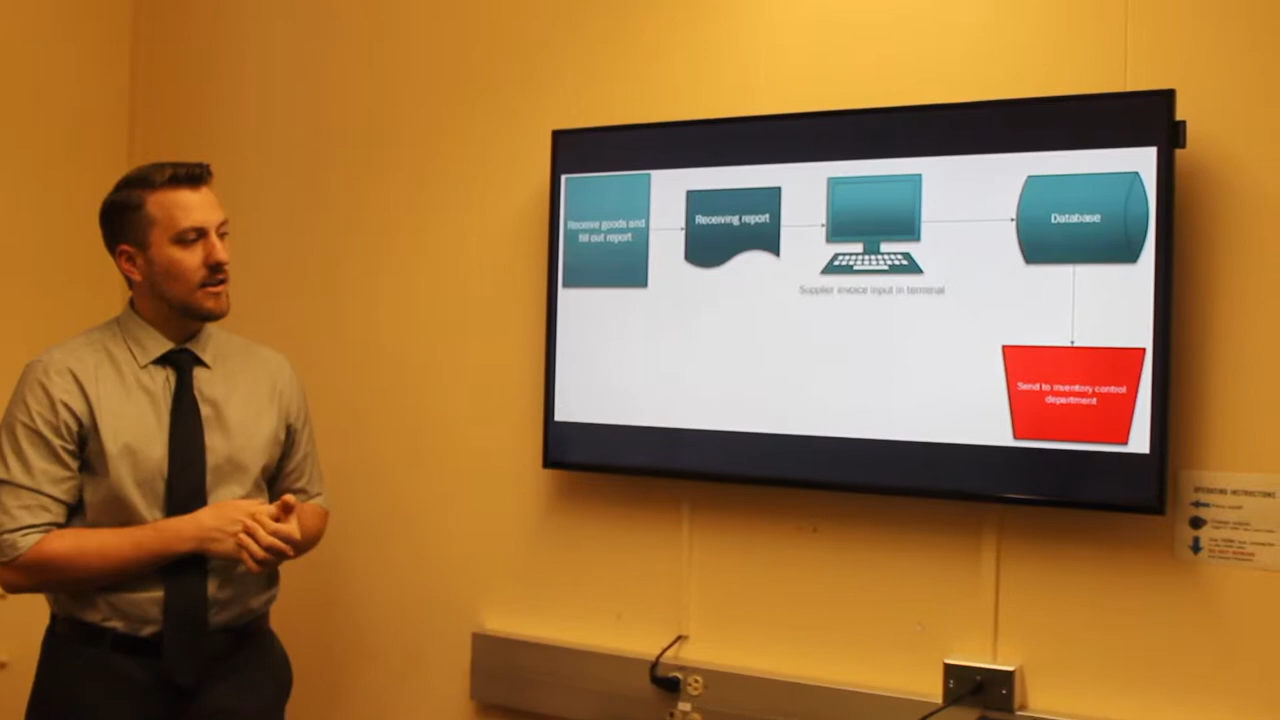 Receive goods and
fill out report
Receiving report
Supplier invoice input in terminal
Database
Send to inventory control
department
OPERATING INSTRUCTIONS